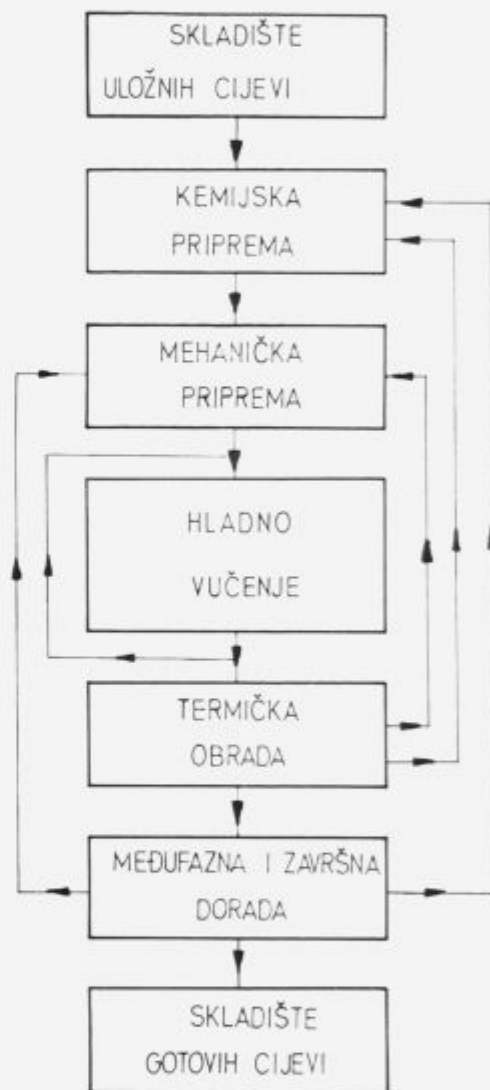 SKLADIŠTE
ULOŽNIH CIJEVI
KEMIJSKA
PRIPREMA
MEHANIČKA
PRIPREMA
HLADNO
VUČENJE
TERMIČKA
OBRADA
MEĐUFAZNA I ZAVRŠNA
DORADA
SKLADIŠTE
GOTOVIH CIJEVI